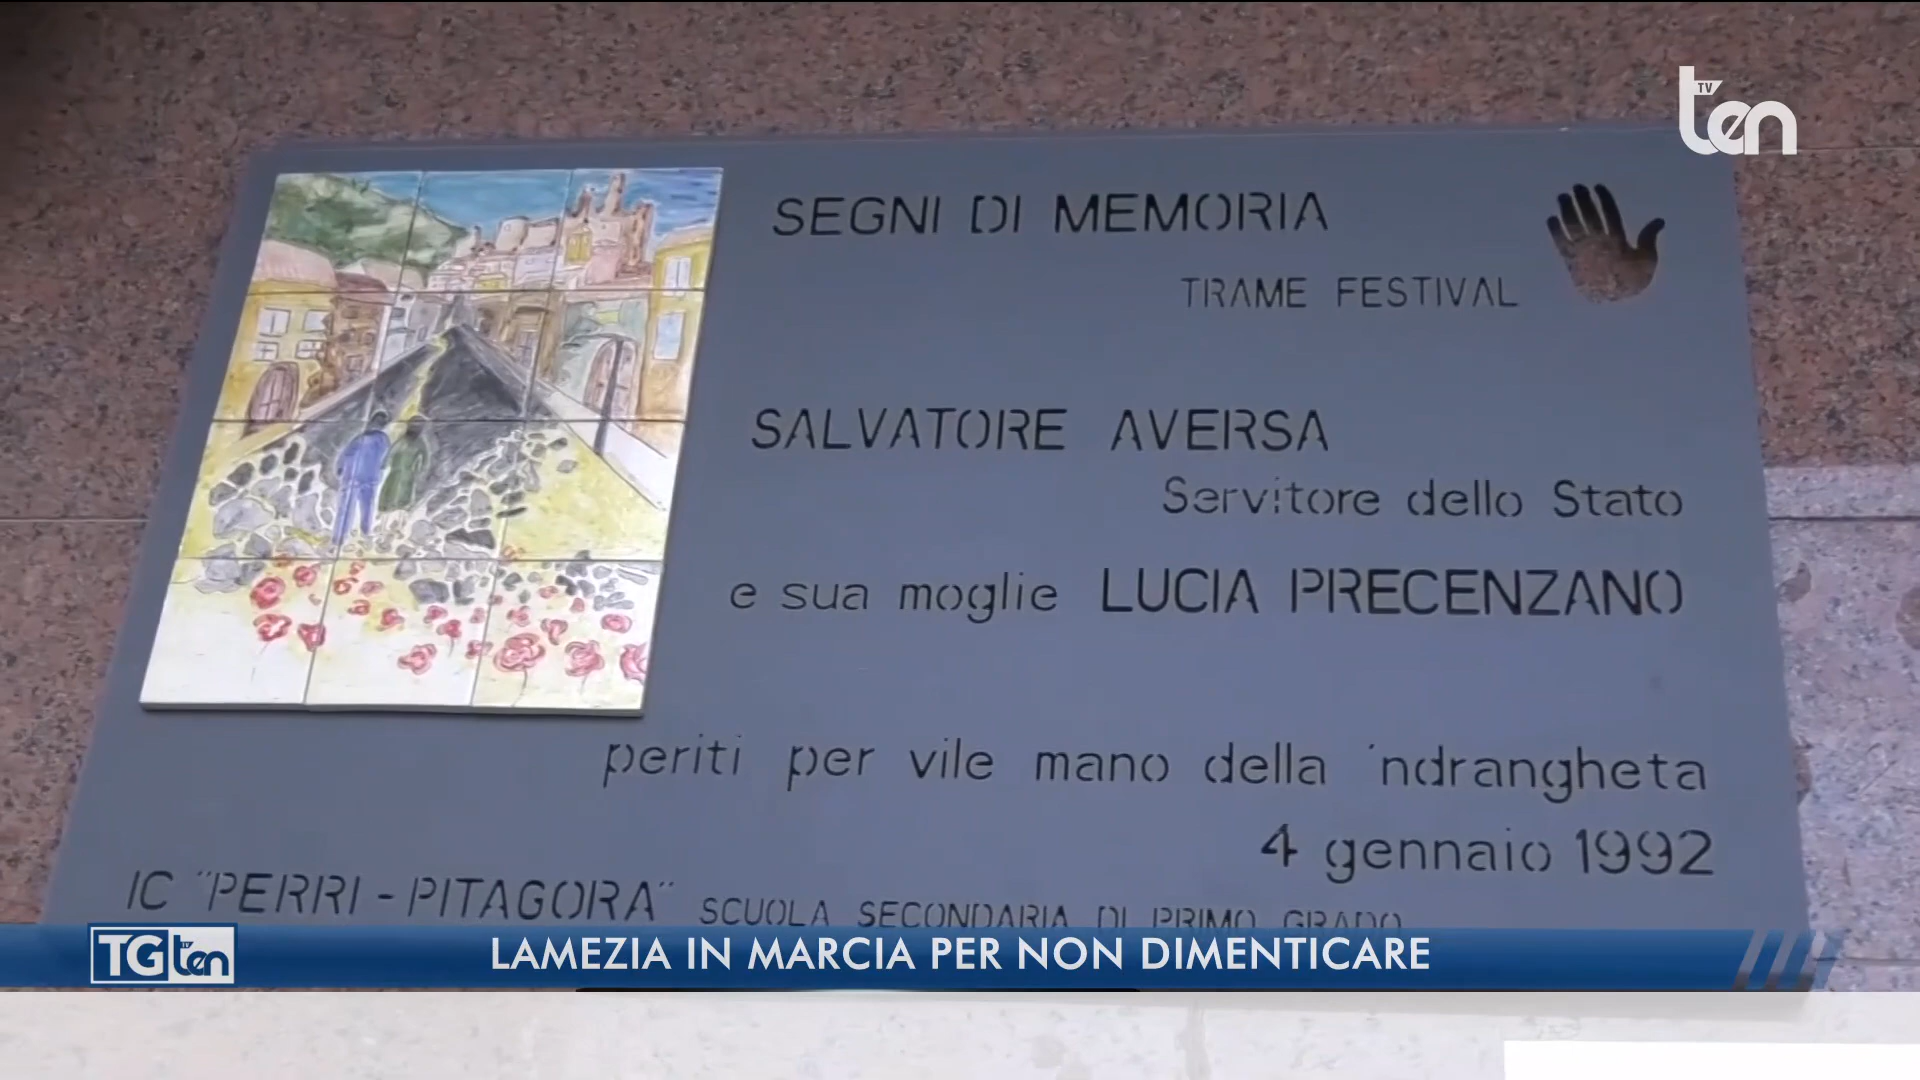 TV
ten
SEGNI DI MEMORIA
TRAME FESTIVAL
SALVATORE AVERSA
Servitore dello Stato
e sua moglie LUCIA PRECENZANO
periti per vile mano della 'ndrangheta
4 gennaio 1992
IC "PERRI - PITAGORA" SCUOLA SECONDARIA DI PRIMO GRADO
TG TV ten
LAMEZIA IN MARCIA PER NON DIMENTICARE